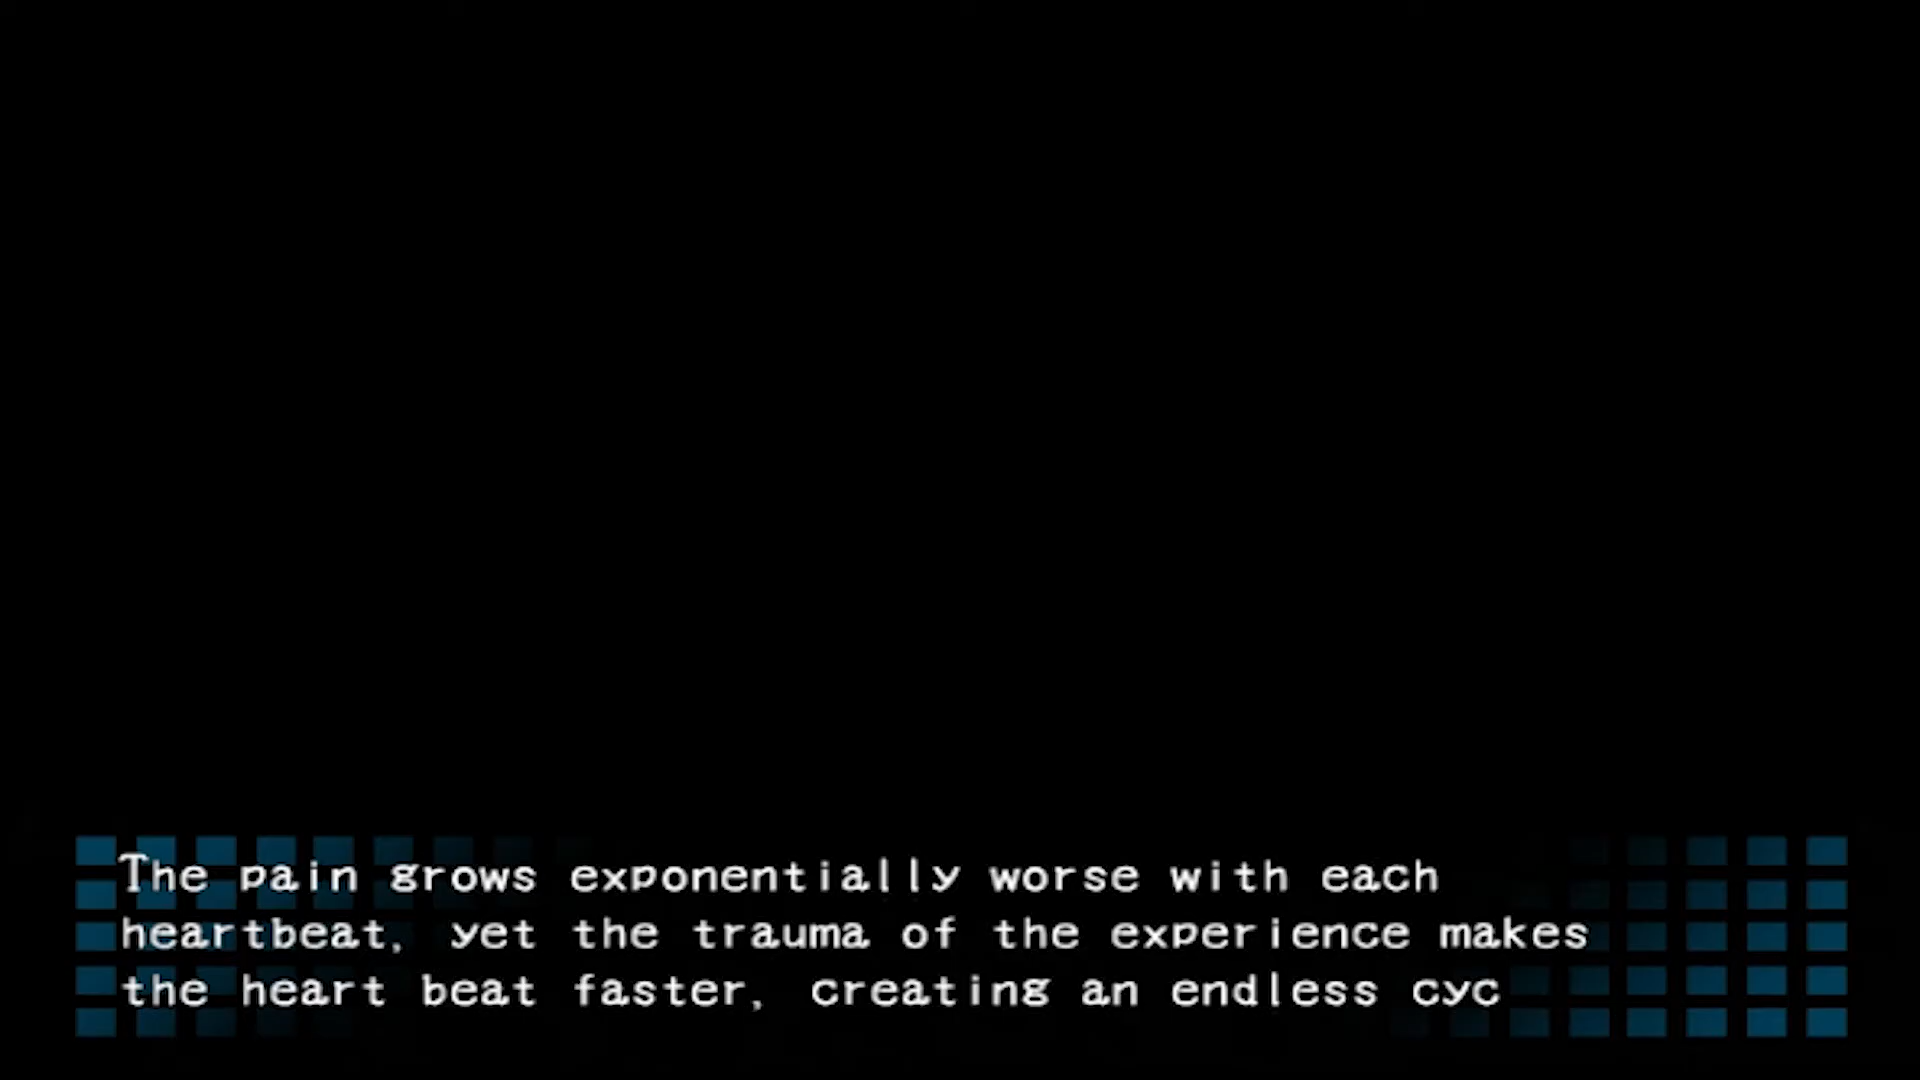 The pain grows exponentially worse with each
heartbeat, yet the trauma of the experience makes
the heart beat faster, creating an endless cyc